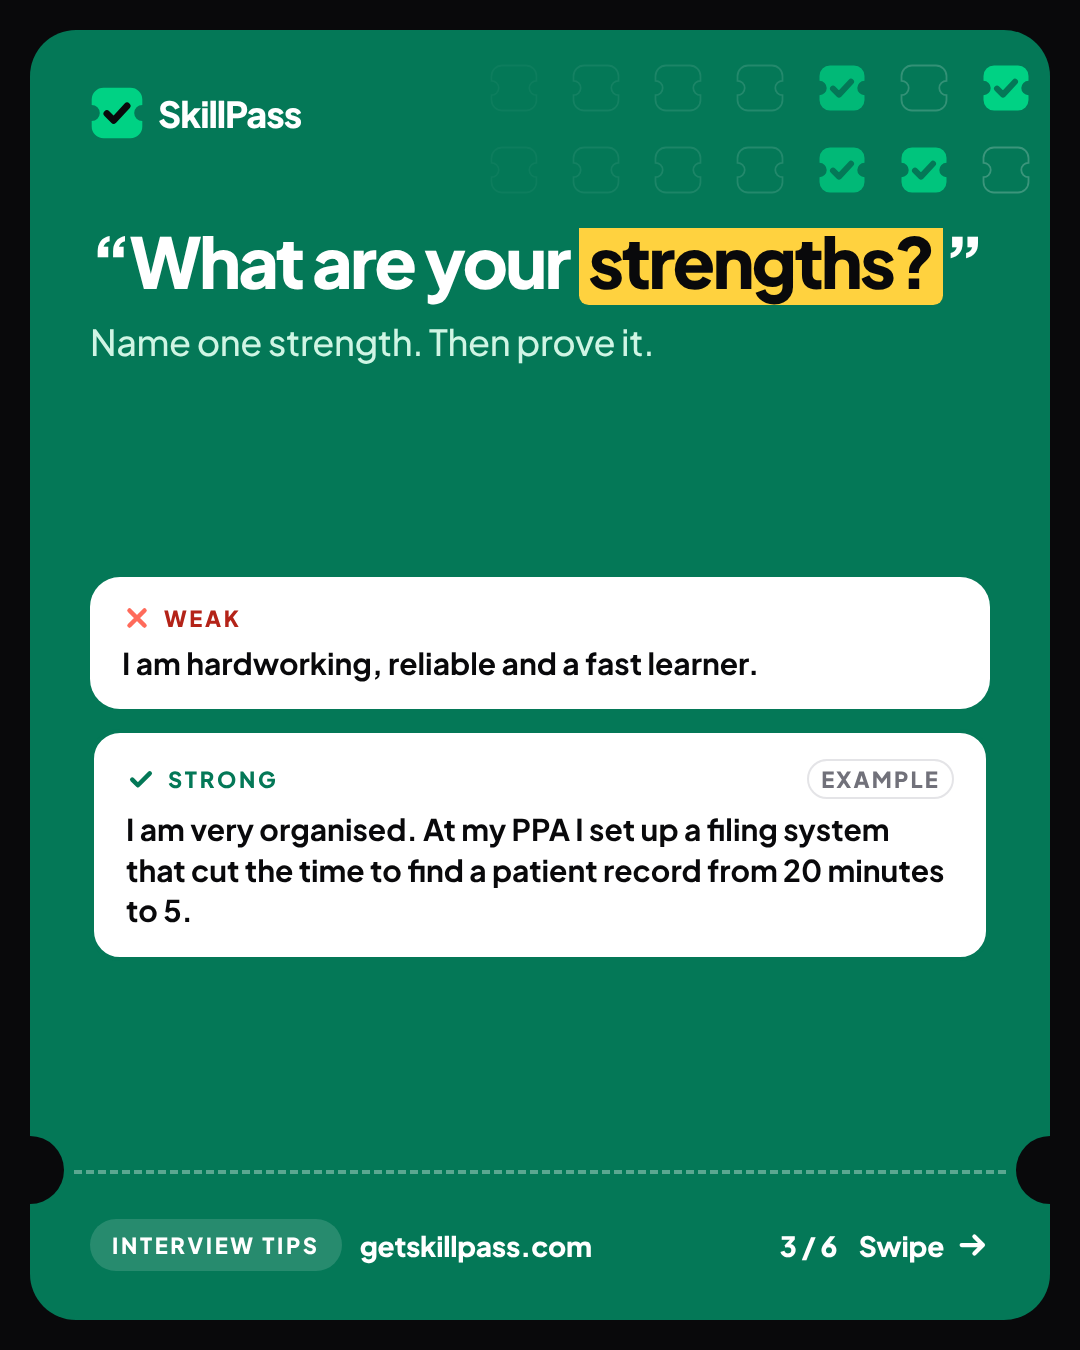 SkillPass
“What are your strengths?”
Name one strength. Then prove it.
WEAK
I am hardworking, reliable and a fast learner.
STRONG
EXAMPLE
I am very organised. At my PPA I set up a filing system
that cut the time to find a patient record from 20 minutes
to 5.
INTERVIEW TIPS
getskillpass.com
3 / 6
Swipe →